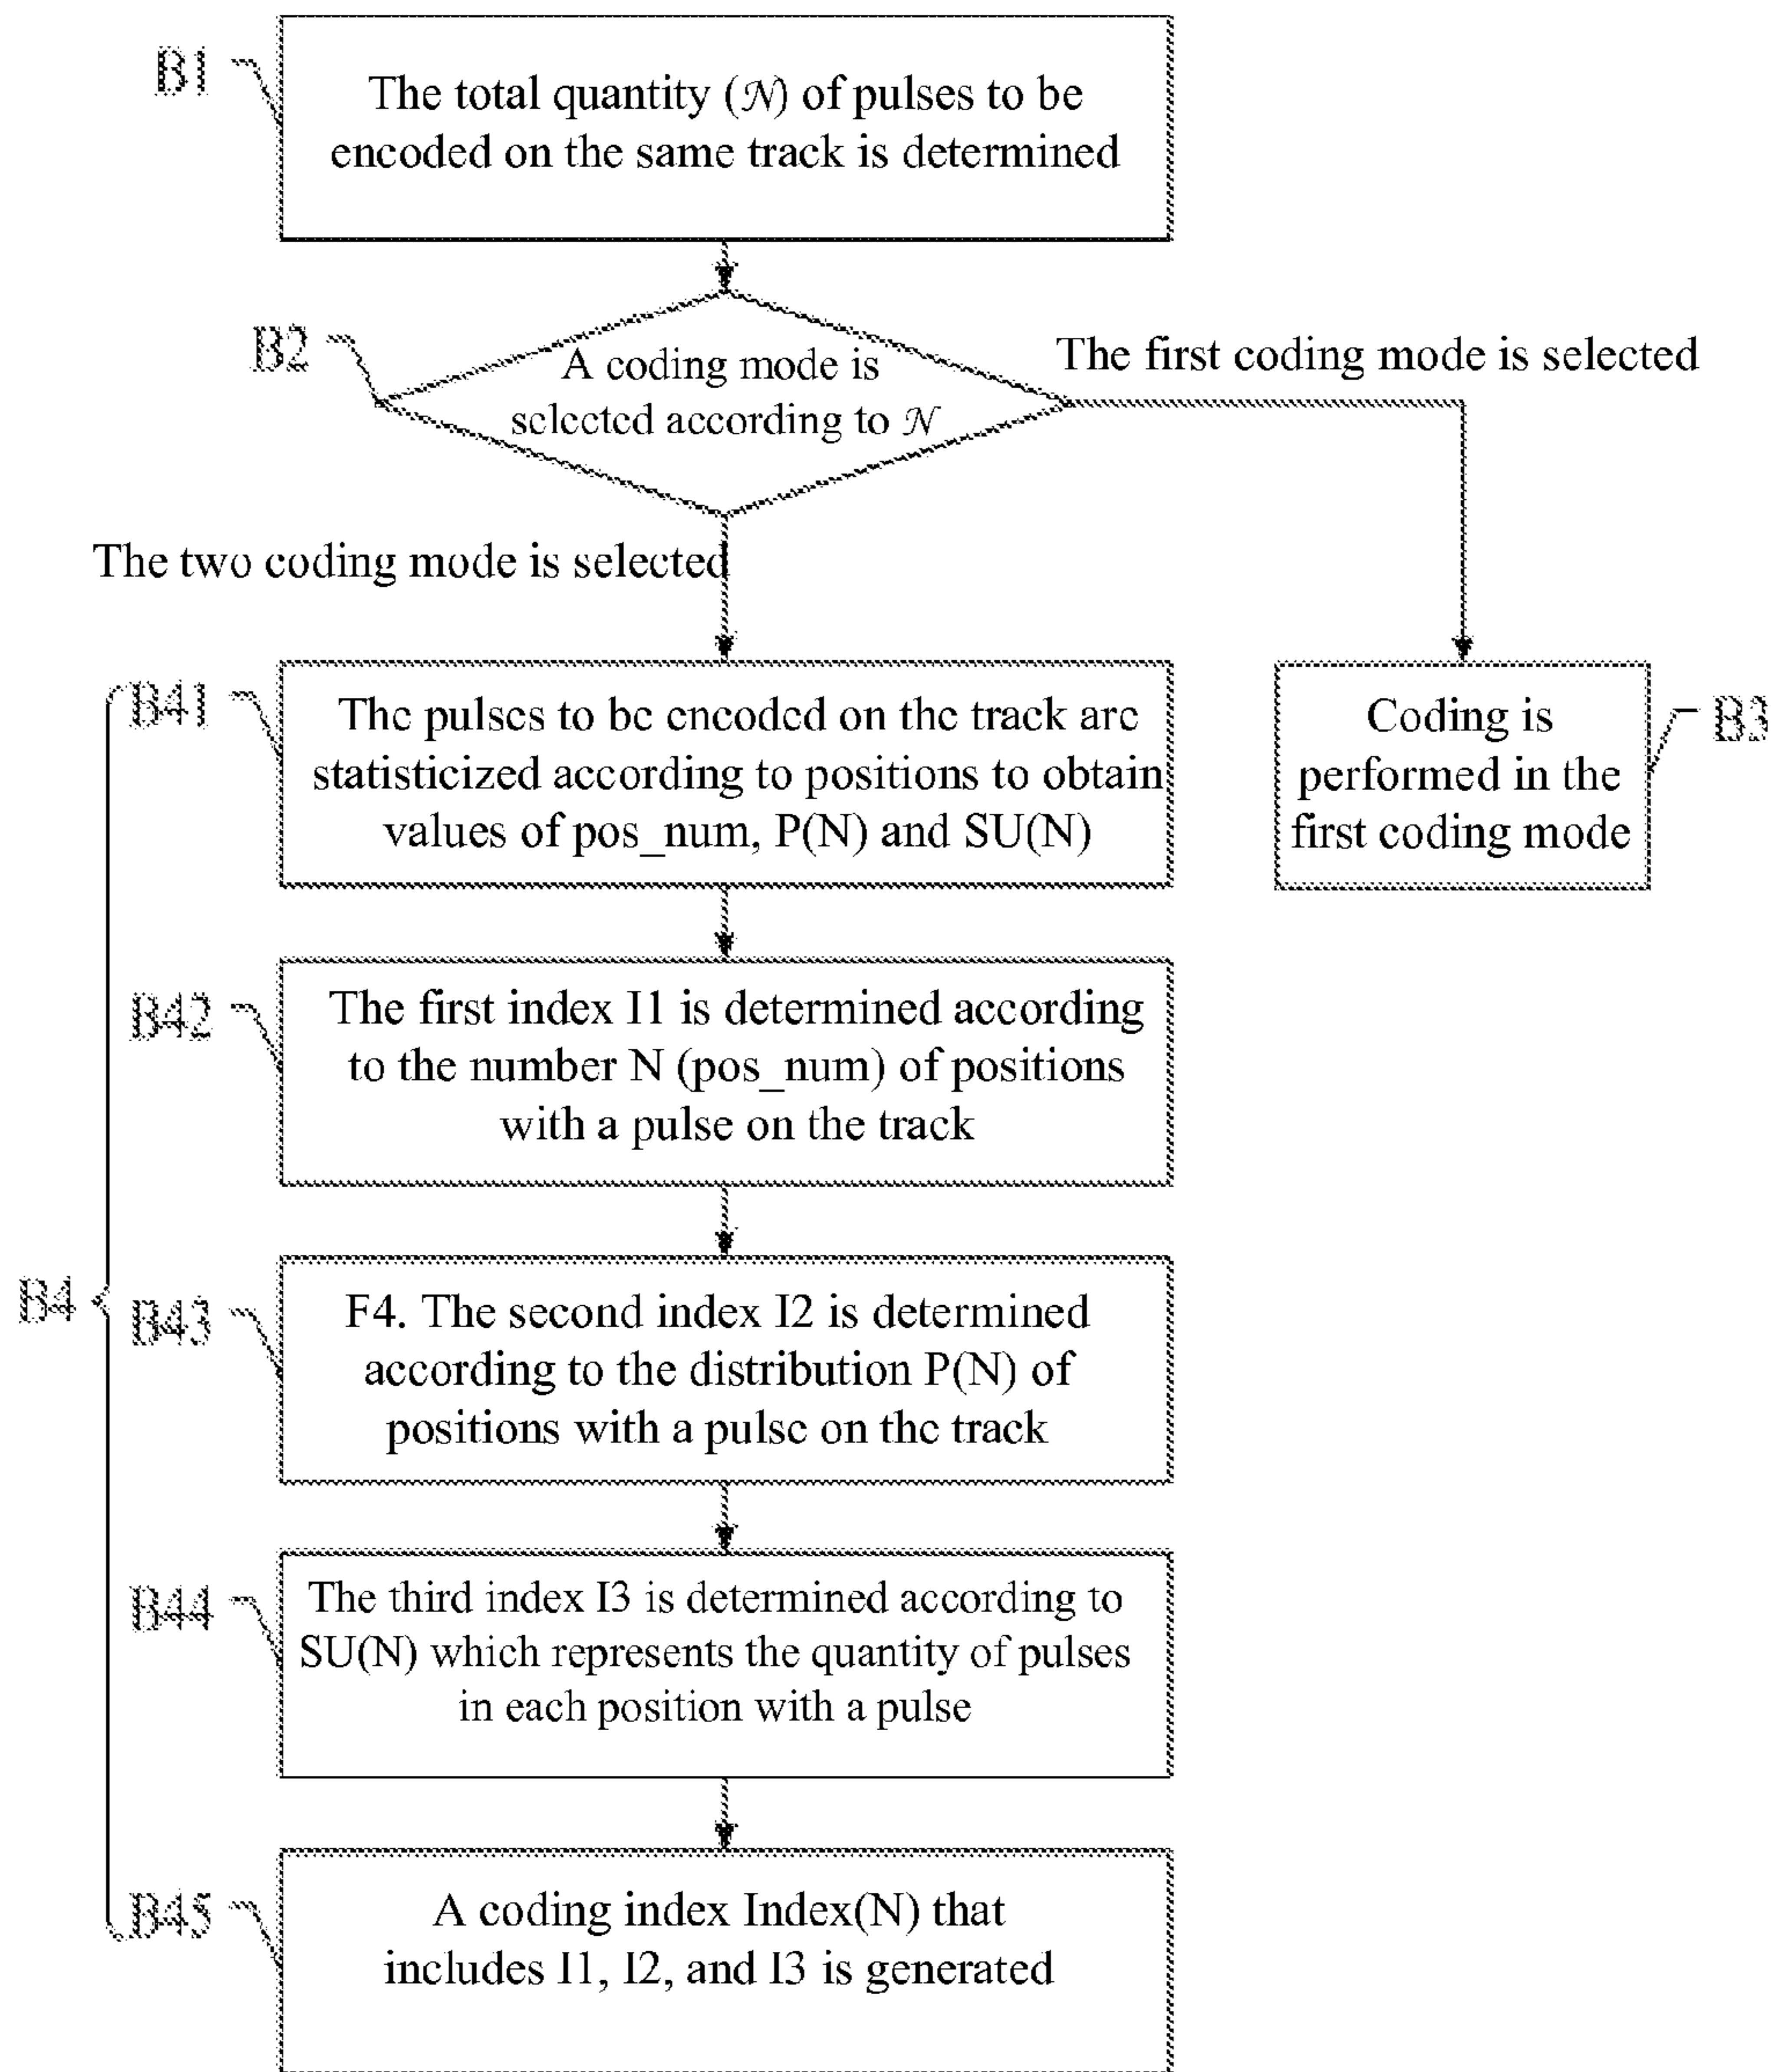 B1
The total quantity (𝒩) of pulses to be
encoded on the same track is determined
B2
A coding mode is
selected according to 𝒩
The first coding mode is selected
The two coding mode is selected
B41
The pulses to be encoded on the track are
statisticized according to positions to obtain
values of pos_num, P(N) and SU(N)
Coding is
performed in the
first coding mode
B3
B42
The first index I1 is determined according
to the number N (pos_num) of positions
with a pulse on the track
B4
B43
F4. The second index I2 is determined
according to the distribution P(N) of
positions with a pulse on the track
B44
The third index I3 is determined according to
SU(N) which represents the quantity of pulses
in each position with a pulse
B45
A coding index Index(N) that
includes I1, I2, and I3 is generated